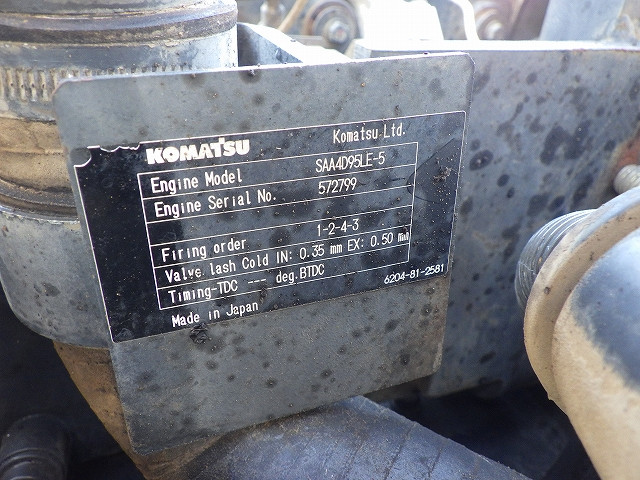 KOMATSU Komatsu Ltd.
Engine Model SAA4D95LE-5
Engine Serial No. 572799
Firing order 1-2-4-3
Valve lash Cold IN: 0.35 mm EX: 0.50 mm
Timing-TDC --- deg.BTDC
Made in Japan 6204-81-2581